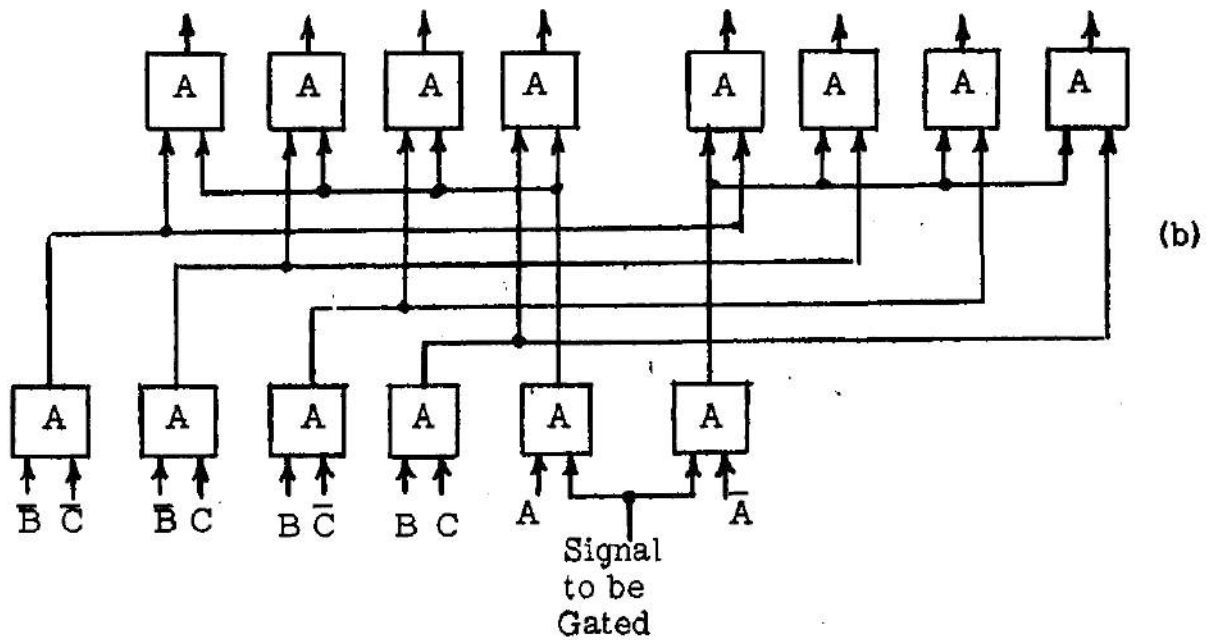 A A A A A A A A
(b)
A A A A A A
B̅ C̅ B̅ C B C̅ B C A A̅
Signal
to be
Gated